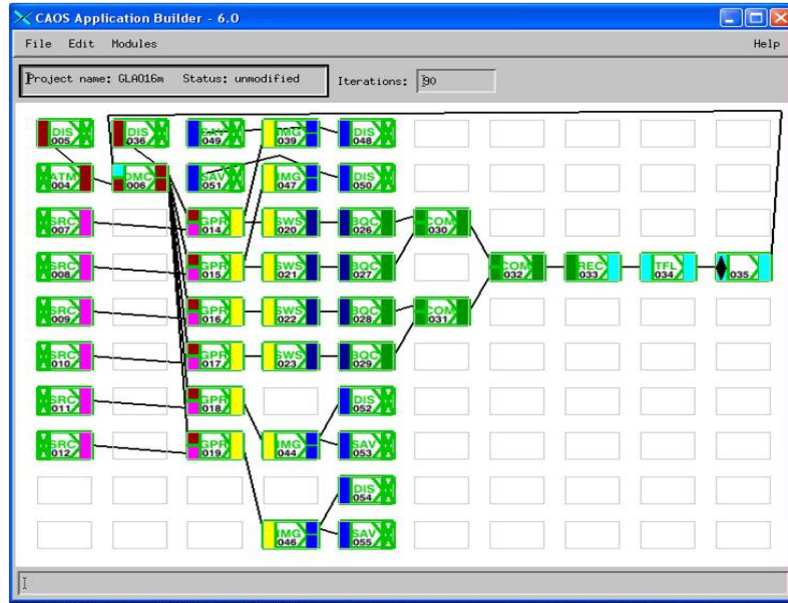 CAOS Application Builder - 6.0
File Edit Modules Help
Project name: GLAO16m Status: unmodified Iterations: 90
DIS 005 DIS 036 SAV 049 IMG 039 DIS 048
ATM 004 DMC 006 SAV 051 IMG 047 DIS 050
SRC 007 GPR 014 SWS 020 BQC 026 COM 030
SRC 008 GPR 015 SWS 021 BQC 027 COM 032 REC 033 TFL 034 035
SRC 009 GPR 016 SWS 022 BQC 028 COM 031
SRC 010 GPR 017 SWS 023 BQC 029
SRC 011 GPR 018 DIS 052
SRC 012 GPR 019 IMG 044 SAV 053
DIS 054
IMG 046 SAV 055